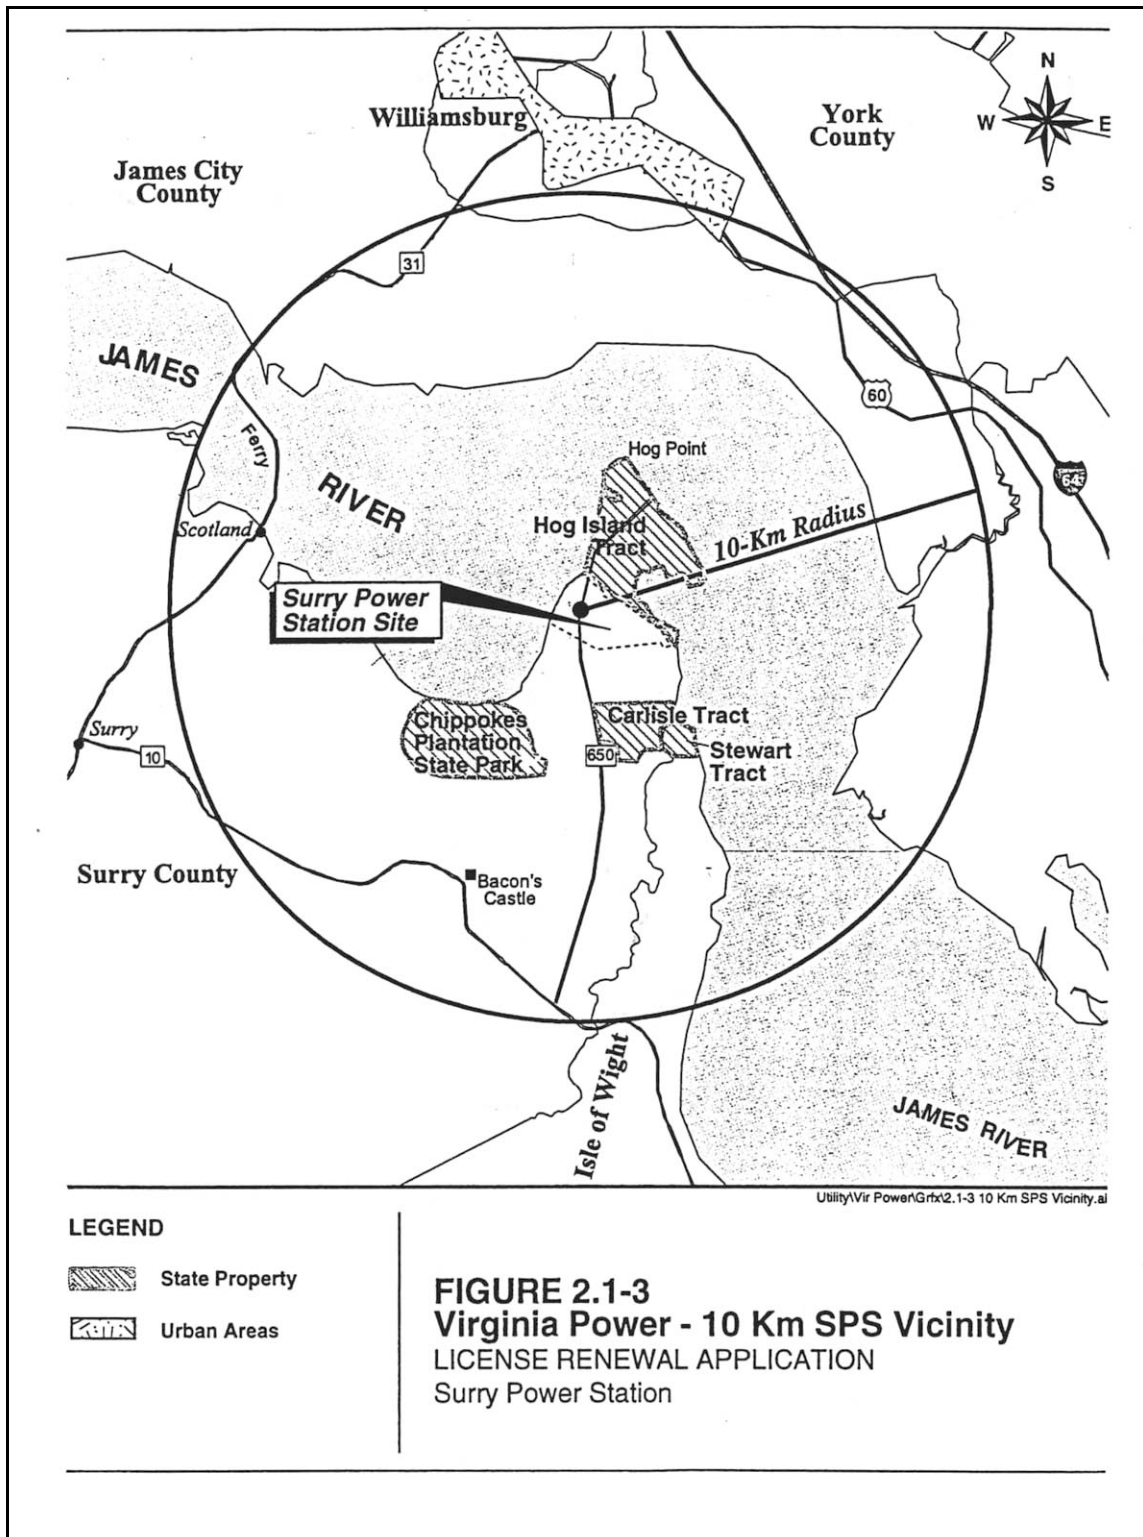 N
W
E
S
Williamsburg
York
County
James City
County
31
JAMES
60
Hog Point
Ferry
64
RIVER
10-Km Radius
Hog Island
Tract
Scotland
Surry Power
Station Site
Chippokes
Plantation
State Park
Carlisle Tract
Surry
10
650
Stewart
Tract
Surry County
Bacon's
Castle
Isle of Wight
JAMES RIVER
Utility\Vir Power\Grfx\2.1-3 10 Km SPS Vicinity.ai
LEGEND
State Property
Urban Areas
FIGURE 2.1-3
Virginia Power - 10 Km SPS Vicinity
LICENSE RENEWAL APPLICATION
Surry Power Station